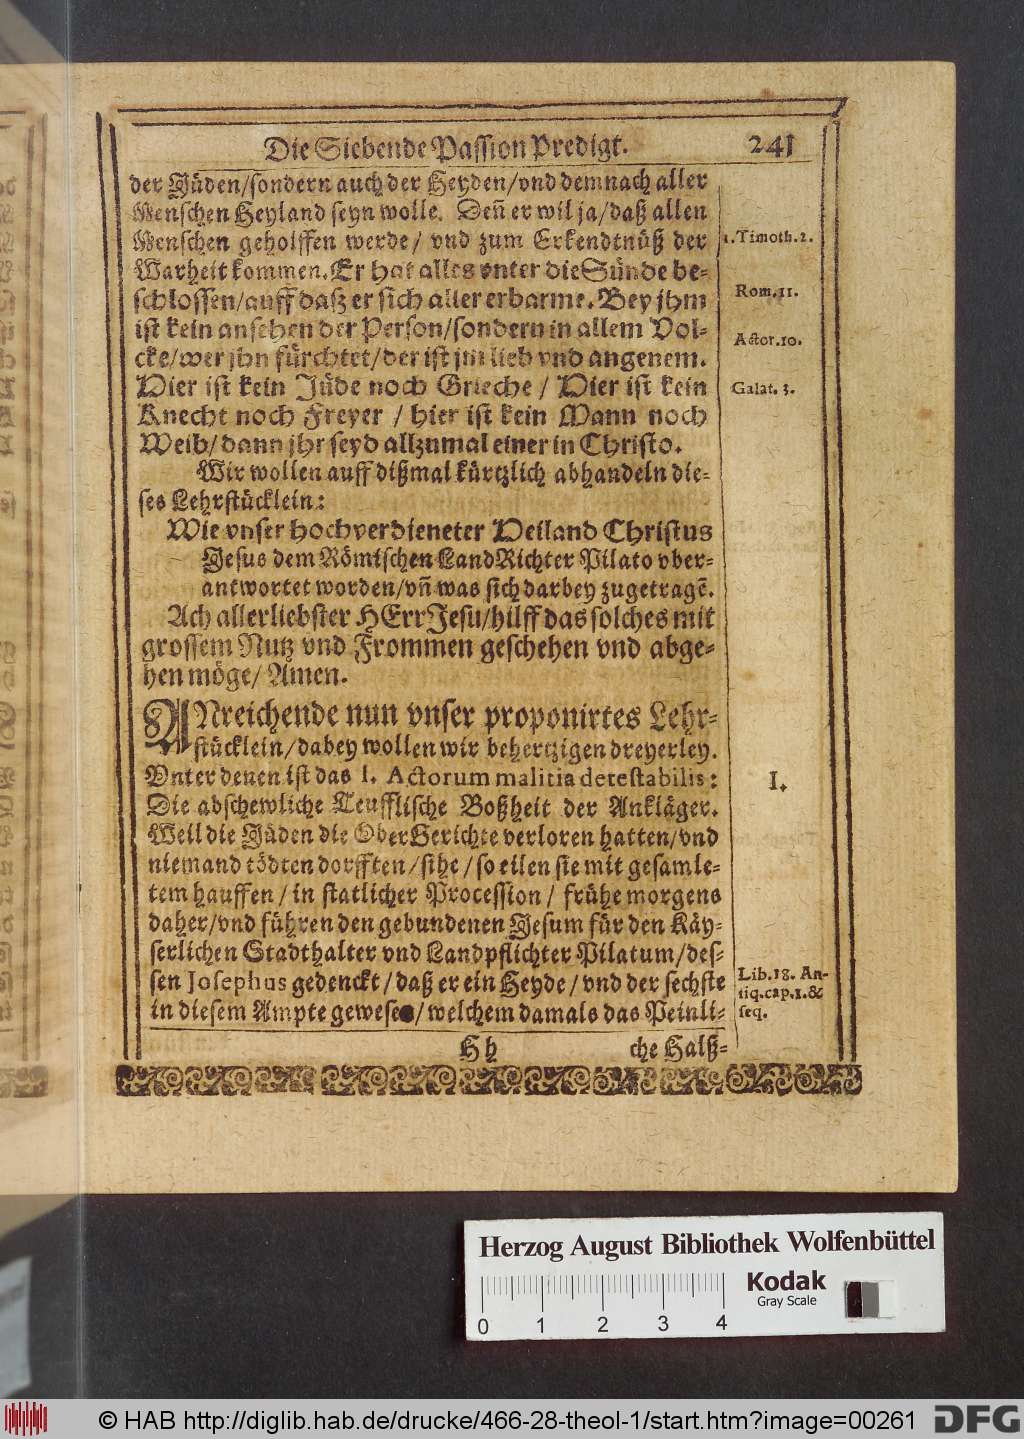 Die Siebende Passion Predigt. 241
der Jüden/sondern auch der Heyden/vnd demnach aller
Menschen Heyland seyn wolle. Deñ er wil ja/daß allen
Menschen geholffen werde/ vnd zum Erkendtnüß der
1. Timoth. 2.
Warheit kommen. Er hat alles vnter die Sünde be-
schlossen/auff daß er sich aller erbarme. Bey jhm
Rom. 11.
ist kein ansehen der Person/sondern in allem Vol-
cke/wer jhn fürchtet/der ist jm lieb vnd angenem.
Actor. 10.
Hier ist kein Jüde noch Grieche / Hier ist kein
Galat. 3.
Knecht noch Freyer / hier ist kein Mann noch
Weib/dann jhr seyd allzumal einer in Christo.
Wir wollen auff dißmal kürtzlich abhandeln die-
ses Lehrstücklein:
Wie vnser hochverdieneter Heiland Christus
Jesus dem Römischen LandRichter Pilato vber-
antwortet worden/vñ was sich darbey zugetragē.
Ach allerliebster HErr Jesu/hilff das solches mit
grossem Nutz vnd Frommen geschehen vnd abge-
hen möge/ Amen.
ANreichende nun vnser proponirtes Lehr-
stücklein/dabey wollen wir behertzigen dreyerley.
Vnter denen ist das 1. Actorum malitia detestabilis:
I.
Die abschewliche Teufflische Boßheit der Ankläger.
Weil die Jüden die OberGerichte verloren hatten/vnd
niemand tödten dorfften/sihe/so eilen sie mit gesamle-
tem hauffen/in statlicher Procession/ frühe morgens
daher/vnd führen den gebundenen Jesum für den Käy-
serlichen Stadthalter vnd Landpflichter Pilatum/des-
sen Josephus gedenckt/daß er ein Heyde/vnd der sechste
Lib. 18. An-
tiq. cap. 1. &
seq.
in diesem Ampte gewesen/welchem damals das Peinli-
Hh che Halß-
Herzog August Bibliothek Wolfenbüttel
Kodak
Gray Scale
0 1 2 3 4
© HAB http://diglib.hab.de/drucke/466-28-theol-1/start.htm?image=00261
DFG